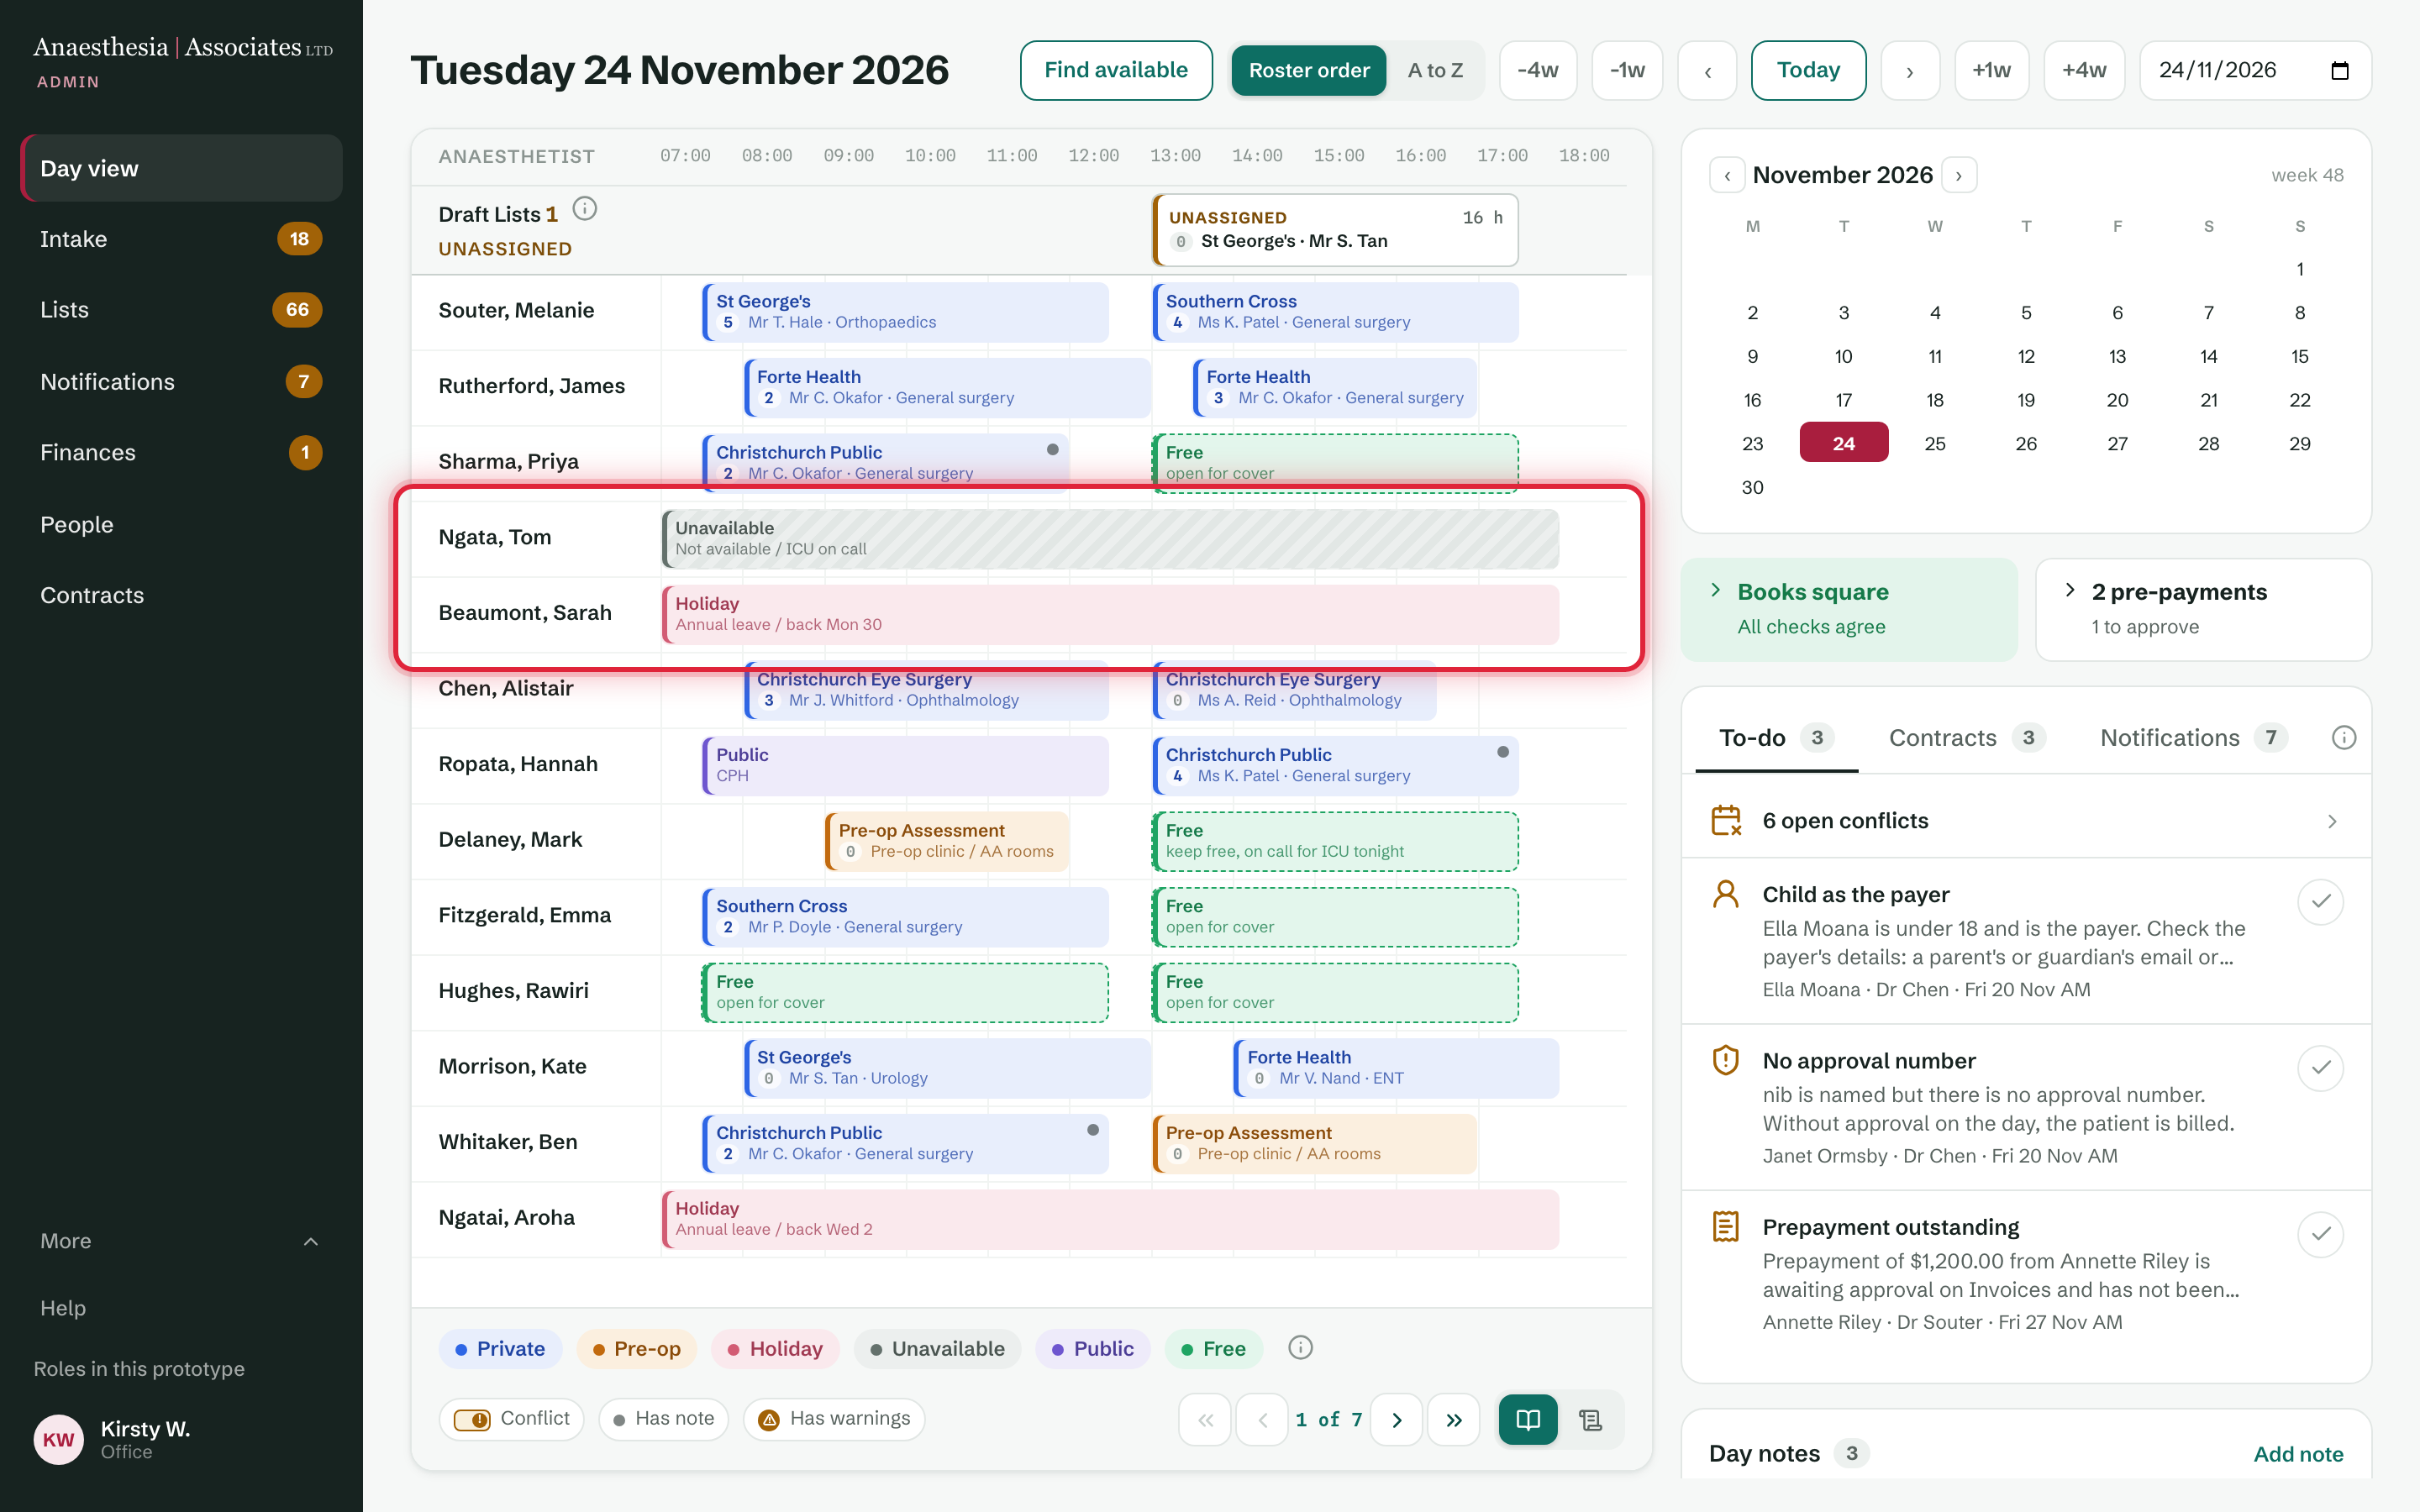 Anaesthesia | Associates LTD
ADMIN
Day view
Intake 18
Lists 66
Notifications 7
Finances 1
People
Contracts
More
Help
Roles in this prototype
KW
Kirsty W.
Office
Tuesday 24 November 2026
Find available
Roster order
A to Z
-4w
-1w
‹
Today
›
+1w
+4w
24/11/2026
ANAESTHETIST 07:00 08:00 09:00 10:00 11:00 12:00 13:00 14:00 15:00 16:00 17:00 18:00
Draft Lists 1
UNASSIGNED
UNASSIGNED 16 h
0 St George's · Mr S. Tan
Souter, Melanie
St George's
5 Mr T. Hale · Orthopaedics
Southern Cross
4 Ms K. Patel · General surgery
Rutherford, James
Forte Health
2 Mr C. Okafor · General surgery
Forte Health
3 Mr C. Okafor · General surgery
Sharma, Priya
Christchurch Public
2 Mr C. Okafor · General surgery
Free
open for cover
Ngata, Tom
Unavailable
Not available / ICU on call
Beaumont, Sarah
Holiday
Annual leave / back Mon 30
Chen, Alistair
Christchurch Eye Surgery
3 Mr J. Whitford · Ophthalmology
Christchurch Eye Surgery
0 Ms A. Reid · Ophthalmology
Ropata, Hannah
Public
CPH
Christchurch Public
4 Ms K. Patel · General surgery
Delaney, Mark
Pre-op Assessment
0 Pre-op clinic / AA rooms
Free
keep free, on call for ICU tonight
Fitzgerald, Emma
Southern Cross
2 Mr P. Doyle · General surgery
Free
open for cover
Hughes, Rawiri
Free
open for cover
Free
open for cover
Morrison, Kate
St George's
0 Mr S. Tan · Urology
Forte Health
0 Mr V. Nand · ENT
Whitaker, Ben
Christchurch Public
2 Mr C. Okafor · General surgery
Pre-op Assessment
0 Pre-op clinic / AA rooms
Ngatai, Aroha
Holiday
Annual leave / back Wed 2
Private
Pre-op
Holiday
Unavailable
Public
Free
Conflict
Has note
Has warnings
1 of 7
‹ November 2026 › week 48
M T W T F S S
1
2 3 4 5 6 7 8
9 10 11 12 13 14 15
16 17 18 19 20 21 22
23 24 25 26 27 28 29
30
Books square
All checks agree
2 pre-payments
1 to approve
To-do 3
Contracts 3
Notifications 7
6 open conflicts
Child as the payer
Ella Moana is under 18 and is the payer. Check the
payer's details: a parent's or guardian's email or…
Ella Moana · Dr Chen · Fri 20 Nov AM
No approval number
nib is named but there is no approval number.
Without approval on the day, the patient is billed.
Janet Ormsby · Dr Chen · Fri 20 Nov AM
Prepayment outstanding
Prepayment of $1,200.00 from Annette Riley is
awaiting approval on Invoices and has not been…
Annette Riley · Dr Souter · Fri 27 Nov AM
Day notes 3
Add note